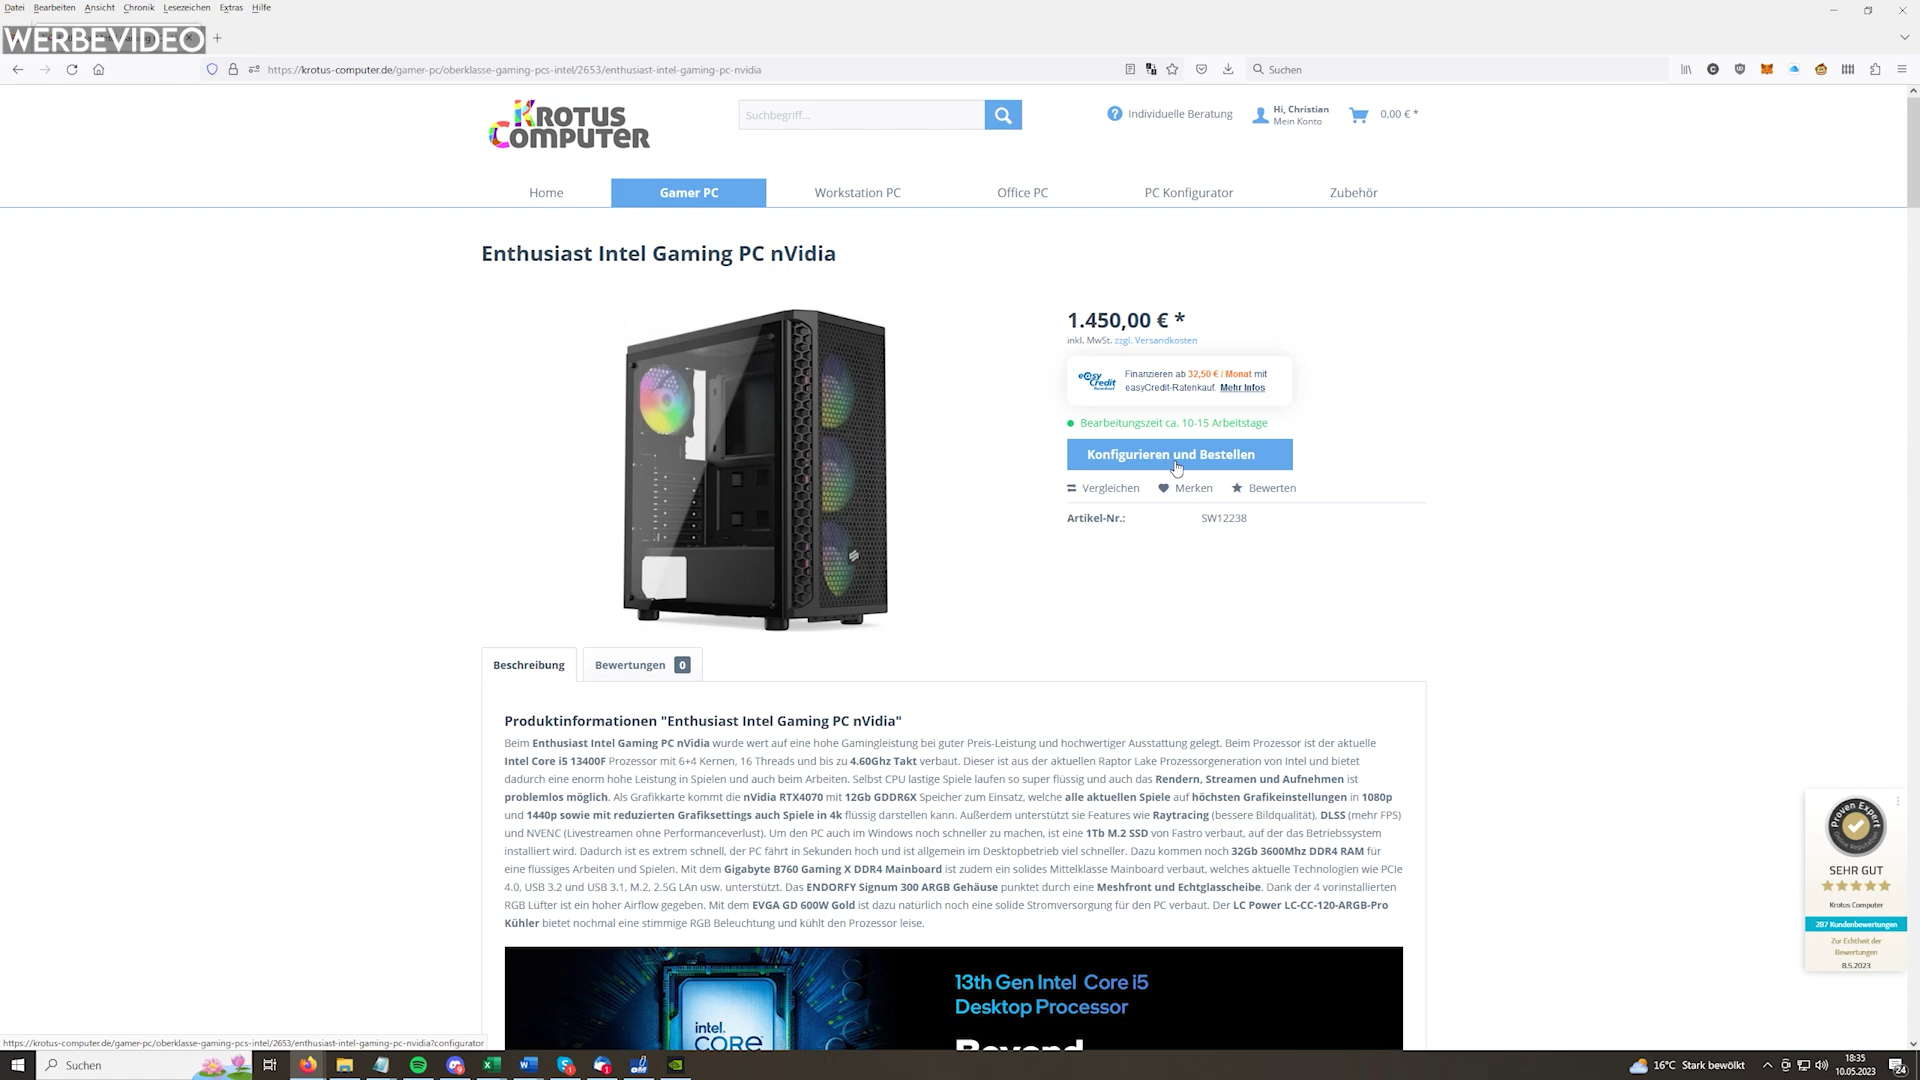 Datei Bearbeiten Ansicht Chronik Lesezeichen Extras Hilfe
WERBEVIDEO
https://krotus-computer.de/gamer-pc/oberklasse-gaming-pcs-intel/2653/enthusiast-intel-gaming-pc-nvidia
Suchen
KROTUS
COMPUTER
Suchbegriff...
Individuelle Beratung
Hi, Christian
Mein Konto
0,00 € *
Home Gamer PC Workstation PC Office PC PC Konfigurator Zubehör
Enthusiast Intel Gaming PC nVidia
1.450,00 € *
inkl. MwSt. zzgl. Versandkosten
easy
Credit
Ratenkauf
Finanzieren ab 32,50 € / Monat mit
easyCredit-Ratenkauf. Mehr Infos
Bearbeitungszeit ca. 10-15 Arbeitstage
Konfigurieren und Bestellen
Vergleichen Merken Bewerten
Artikel-Nr.: SW12238
Beschreibung Bewertungen 0
Produktinformationen "Enthusiast Intel Gaming PC nVidia"
Beim Enthusiast Intel Gaming PC nVidia wurde wert auf eine hohe Gamingleistung bei guter Preis-Leistung und hochwertiger Ausstattung gelegt. Beim Prozessor ist der aktuelle
Intel Core i5 13400F Prozessor mit 6+4 Kernen, 16 Threads und bis zu 4.60Ghz Takt verbaut. Dieser ist aus der aktuellen Raptor Lake Prozessorgeneration von Intel und bietet
dadurch eine enorm hohe Leistung in Spielen und auch beim Arbeiten. Selbst CPU lastige Spiele laufen so super flüssig und auch das Rendern, Streamen und Aufnehmen ist
problemlos möglich. Als Grafikkarte kommt die nVidia RTX4070 mit 12Gb GDDR6X Speicher zum Einsatz, welche alle aktuellen Spiele auf höchsten Grafikeinstellungen in 1080p
und 1440p sowie mit reduzierten Grafiksettings auch Spiele in 4k flüssig darstellen kann. Außerdem unterstützt sie Features wie Raytracing (bessere Bildqualität), DLSS (mehr FPS)
und NVENC (Livestreamen ohne Performanceverlust). Um den PC auch im Windows noch schneller zu machen, ist eine 1Tb M.2 SSD von Fastro verbaut, auf der das Betriebssystem
installiert wird. Dadurch ist es extrem schnell, der PC fährt in Sekunden hoch und ist allgemein im Desktopbetrieb viel schneller. Dazu kommen noch 32Gb 3600Mhz DDR4 RAM für
eine flüssiges Arbeiten und Spielen. Mit dem Gigabyte B760 Gaming X DDR4 Mainboard ist zudem ein solides Mittelklasse Mainboard verbaut, welches aktuelle Technologien wie PCIe
4.0, USB 3.2 und USB 3.1, M.2, 2.5G LAn usw. unterstützt. Das ENDORFY Signum 300 ARGB Gehäuse punktet durch eine Meshfront und Echtglasscheibe. Dank der 4 vorinstallierten
RGB Lüfter ist ein hoher Airflow gegeben. Mit dem EVGA GD 600W Gold ist dazu natürlich noch eine solide Stromversorgung für den PC verbaut. Der LC Power LC-CC-120-ARGB-Pro
Kühler bietet nochmal eine stimmige RGB Beleuchtung und kühlt den Prozessor leise.
Proven Expert
SEHR GUT
Krotus Computer
287 Kundenbewertungen
Zur Echtheit der
Bewertungen
8.5.2023
13th Gen Intel Core i5
Desktop Processor
intel.
CORE
Beyond
https://krotus-computer.de/gamer-pc/oberklasse-gaming-pcs-intel/2653/enthusiast-intel-gaming-pc-nvidia?configurator
Suchen
16°C Stark bewölkt
18:35
10.05.2023
24